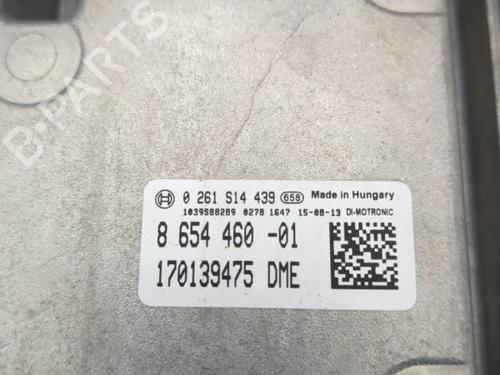 B-PARTS
0 261 S14 439 658 Made in Hungary
1039S88289 0278 1647 15-08-13 DI-MOTRONIC
8 654 460 -01
170139475 DME